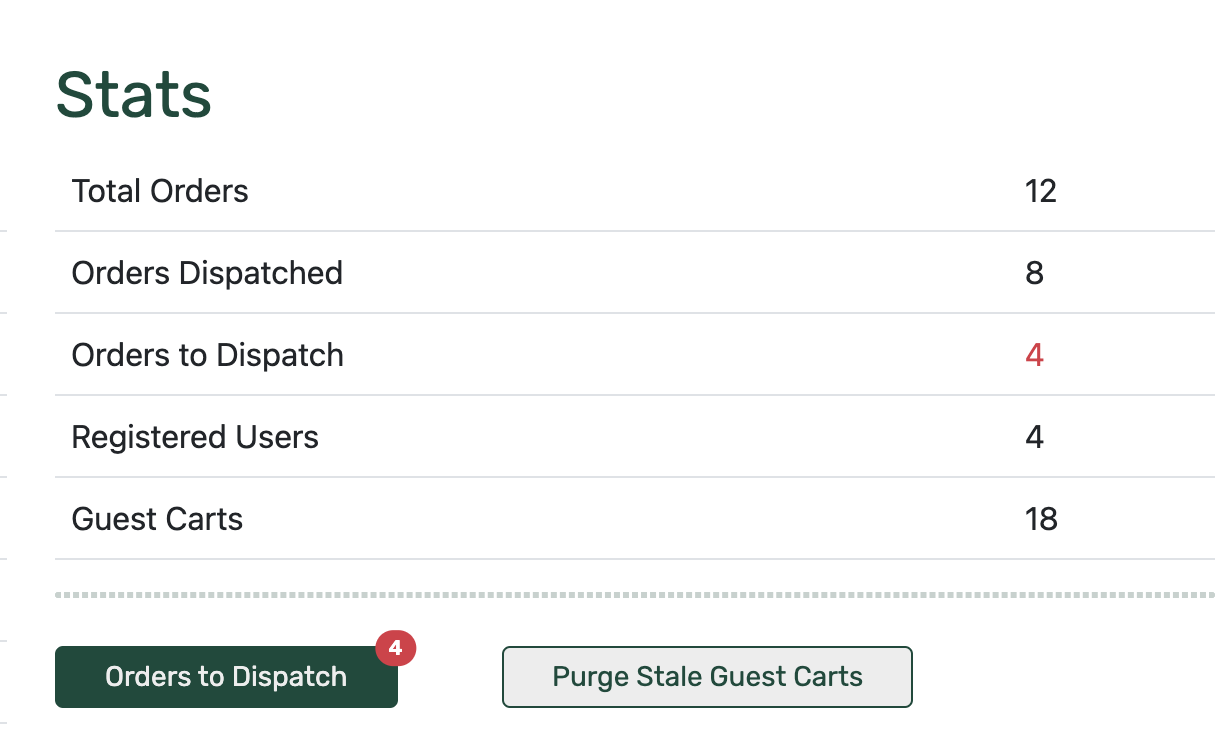 Stats
Total Orders 12
Orders Dispatched 8
Orders to Dispatch 4
Registered Users 4
Guest Carts 18
4
Orders to Dispatch Purge Stale Guest Carts